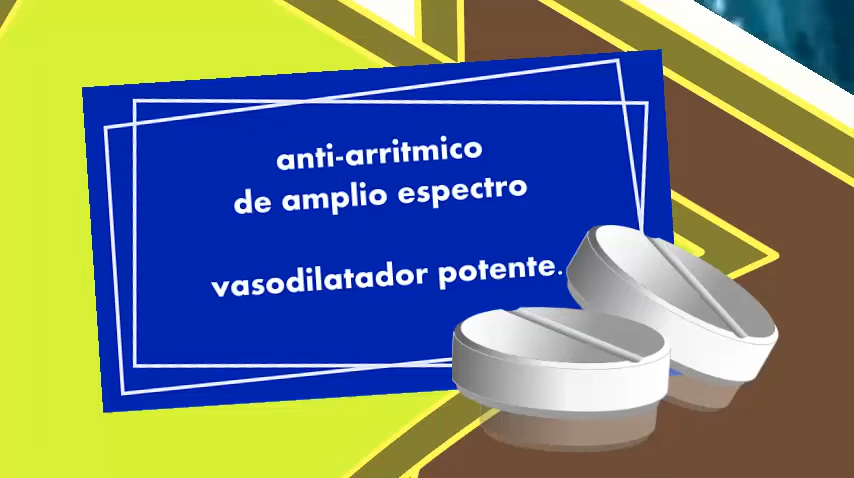 anti-arritmico
de amplio espectro
vasodilatador potente.